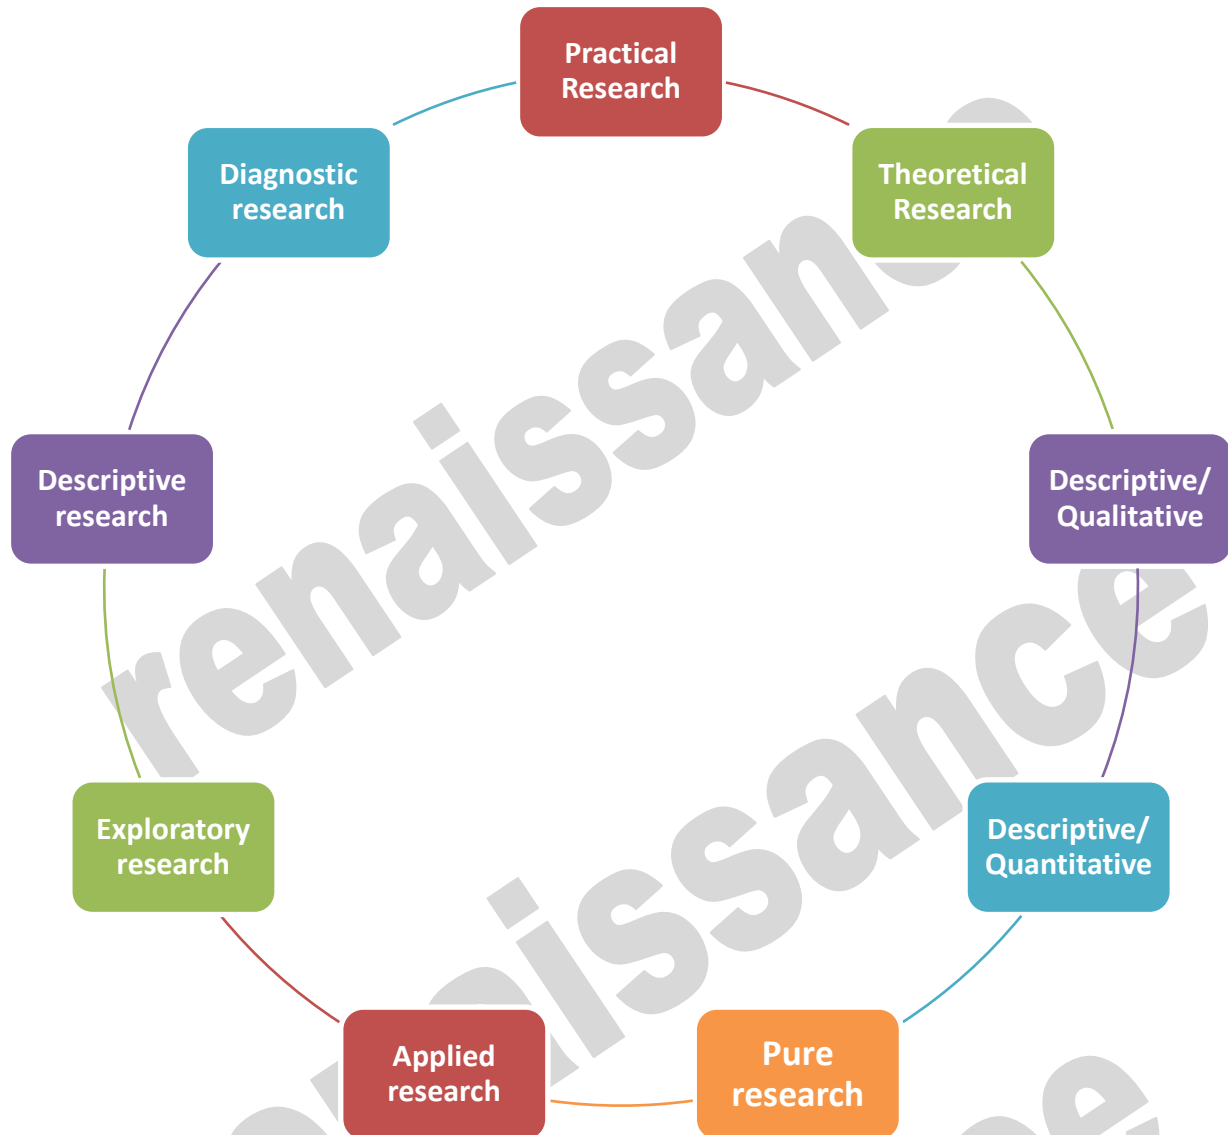 Practical
Research
Theoretical
Research
Descriptive/
Qualitative
Descriptive/
Quantitative
Pure
research
Applied
research
Exploratory
research
Descriptive
research
Diagnostic
research
renaissance
renaissance